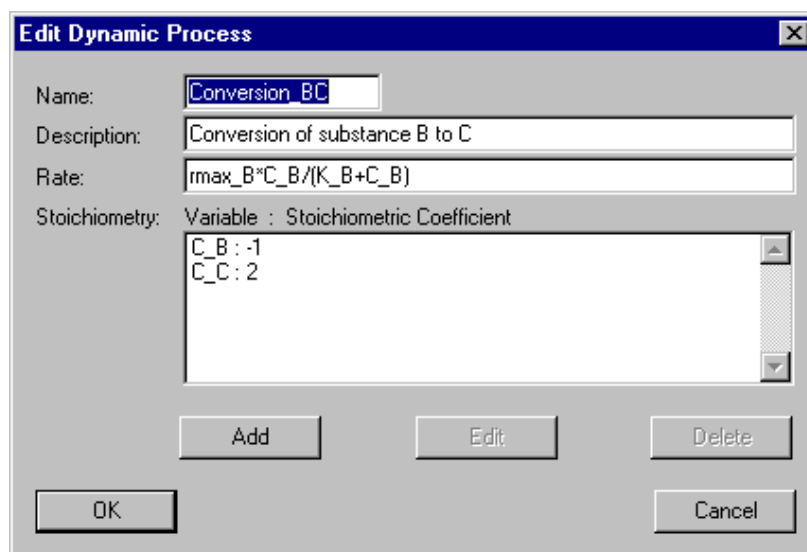 Edit Dynamic Process
Name: Conversion_BC
Description: Conversion of substance B to C
Rate: rmax_B*C_B/(K_B+C_B)
Stoichiometry: Variable : Stoichiometric Coefficient
C_B : -1
C_C : 2
Add Edit Delete
OK Cancel